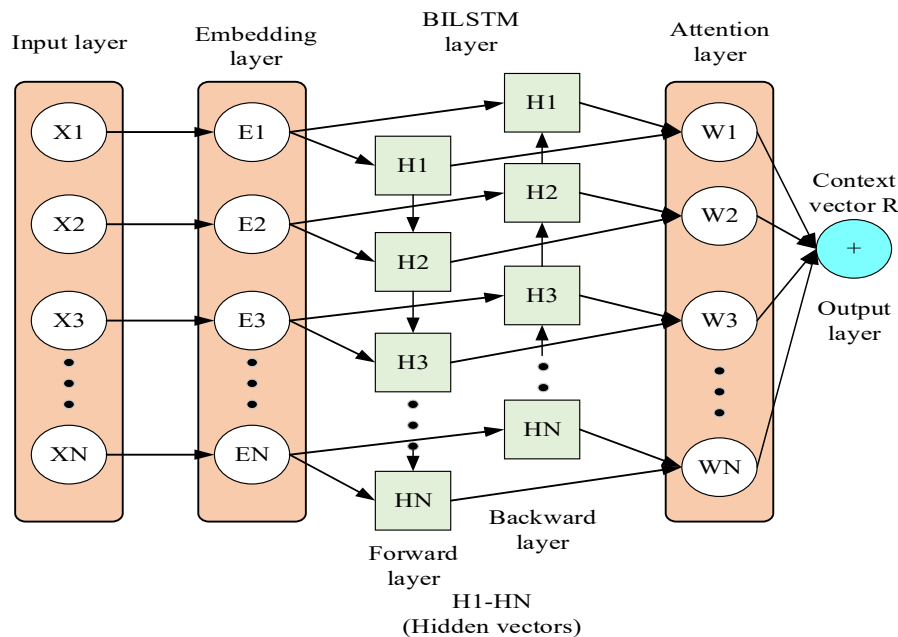 Input layer
Embedding
layer
BILSTM
layer
Attention
layer
X1
X2
X3
XN
E1
E2
E3
EN
H1
H2
H3
HN
Forward
layer
H1
H2
H3
HN
Backward
layer
H1-HN
(Hidden vectors)
W1
W2
W3
WN
Context
vector R
+
Output
layer